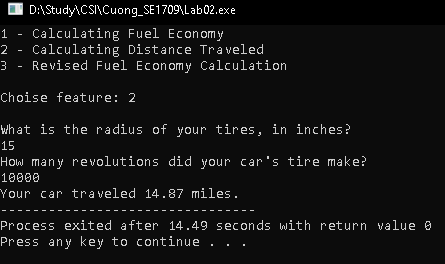 D:\Study\CSI\Cuong_SE1709\Lab02.exe
1 - Calculating Fuel Economy
2 - Calculating Distance Traveled
3 - Revised Fuel Economy Calculation
Choise feature: 2
What is the radius of your tires, in inches?
15
How many revolutions did your car's tire make?
10000
Your car traveled 14.87 miles.
--------------------------------
Process exited after 14.49 seconds with return value 0
Press any key to continue . . .